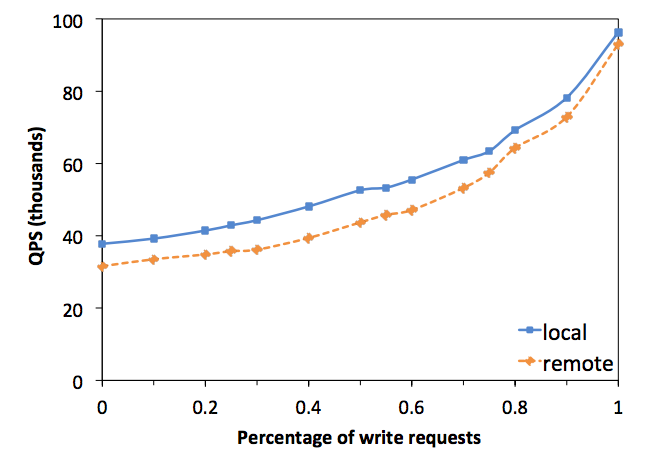 100
80
60
40
20
0
QPS (thousands)
0 0.2 0.4 0.6 0.8 1
Percentage of write requests
local
remote